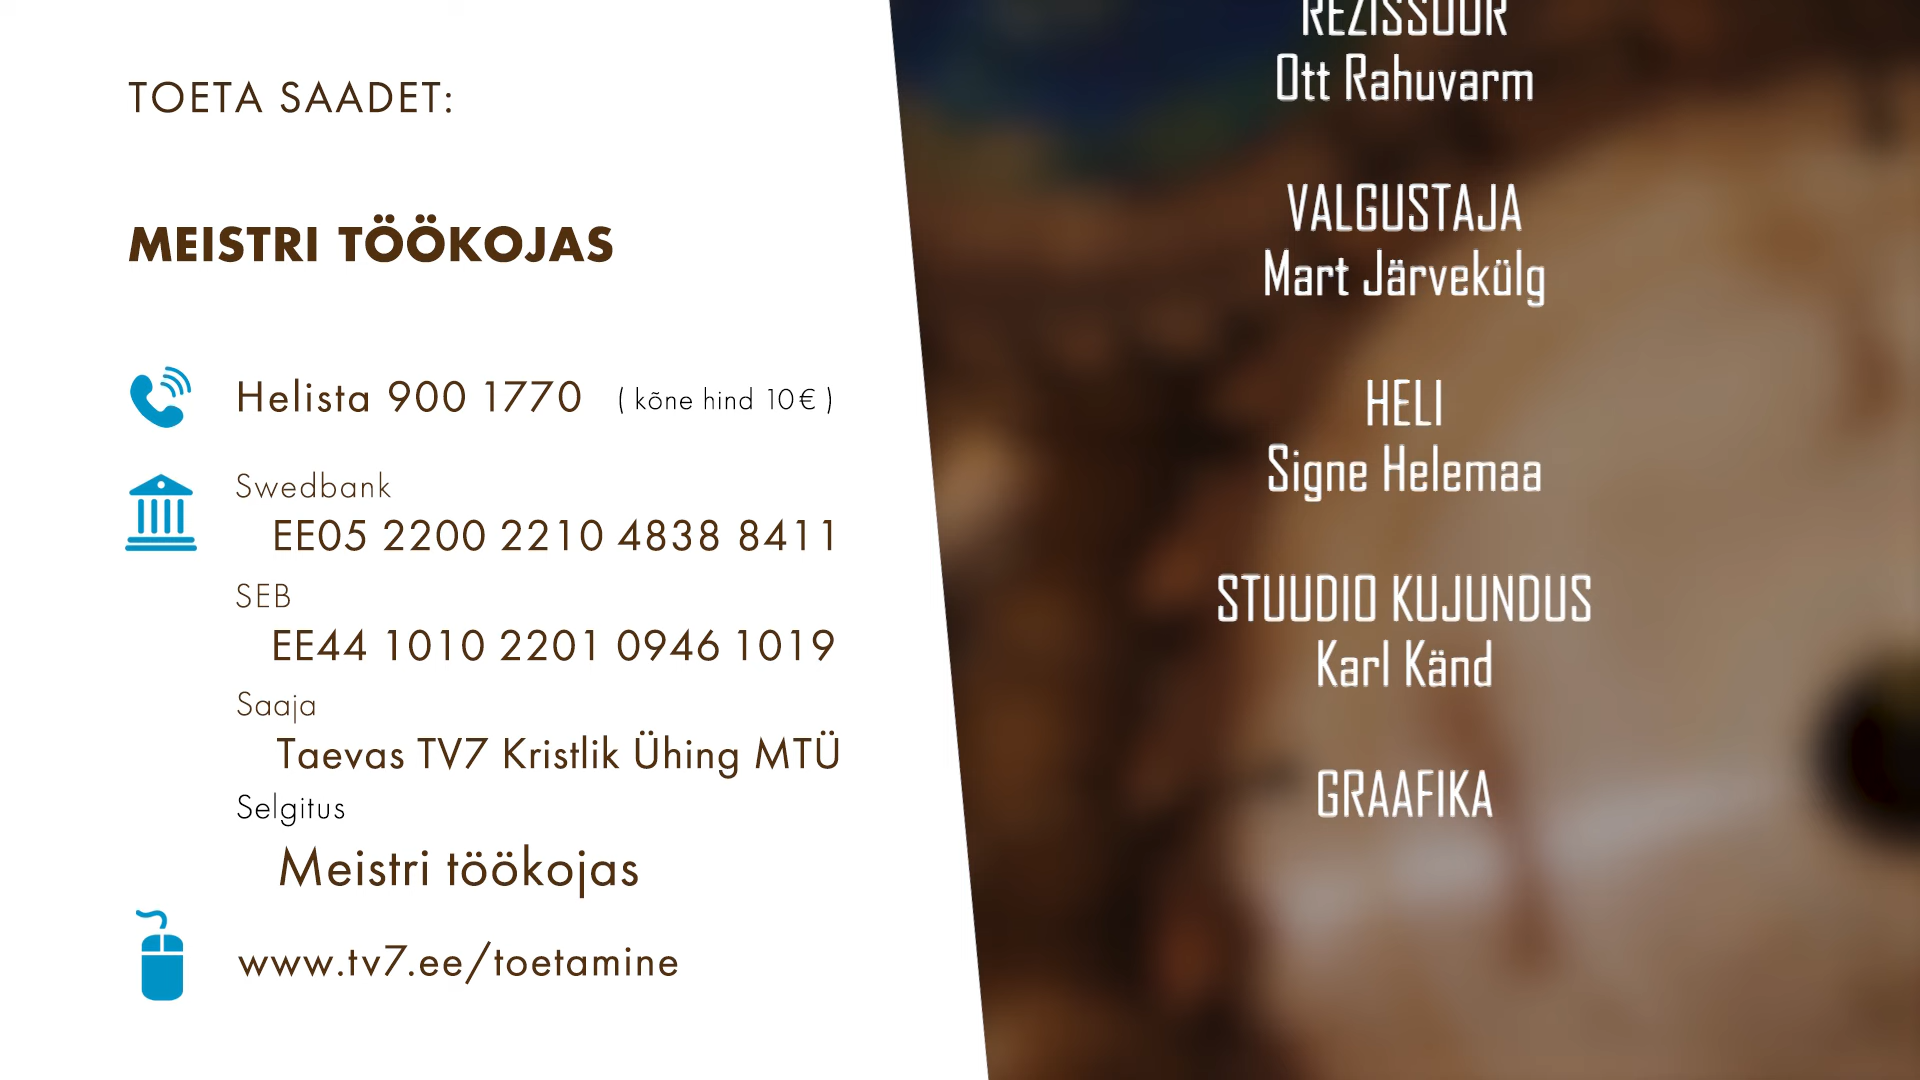 TOETA SAADET:
MEISTRI TÖÖKOJAS
Helista 900 1770 ( kõne hind 10€ )
Swedbank
EE05 2200 2210 4838 8411
SEB
EE44 1010 2201 0946 1019
Saaja
Taevas TV7 Kristlik Ühing MTÜ
Selgitus
Meistri töökojas
www.tv7.ee/toetamine
Ott Rahuvarm
VALGUSTAJA
Mart Järvekülg
HELI
Signe Helemaa
STUUDIO KUJUNDUS
Karl Känd
GRAAFIKA